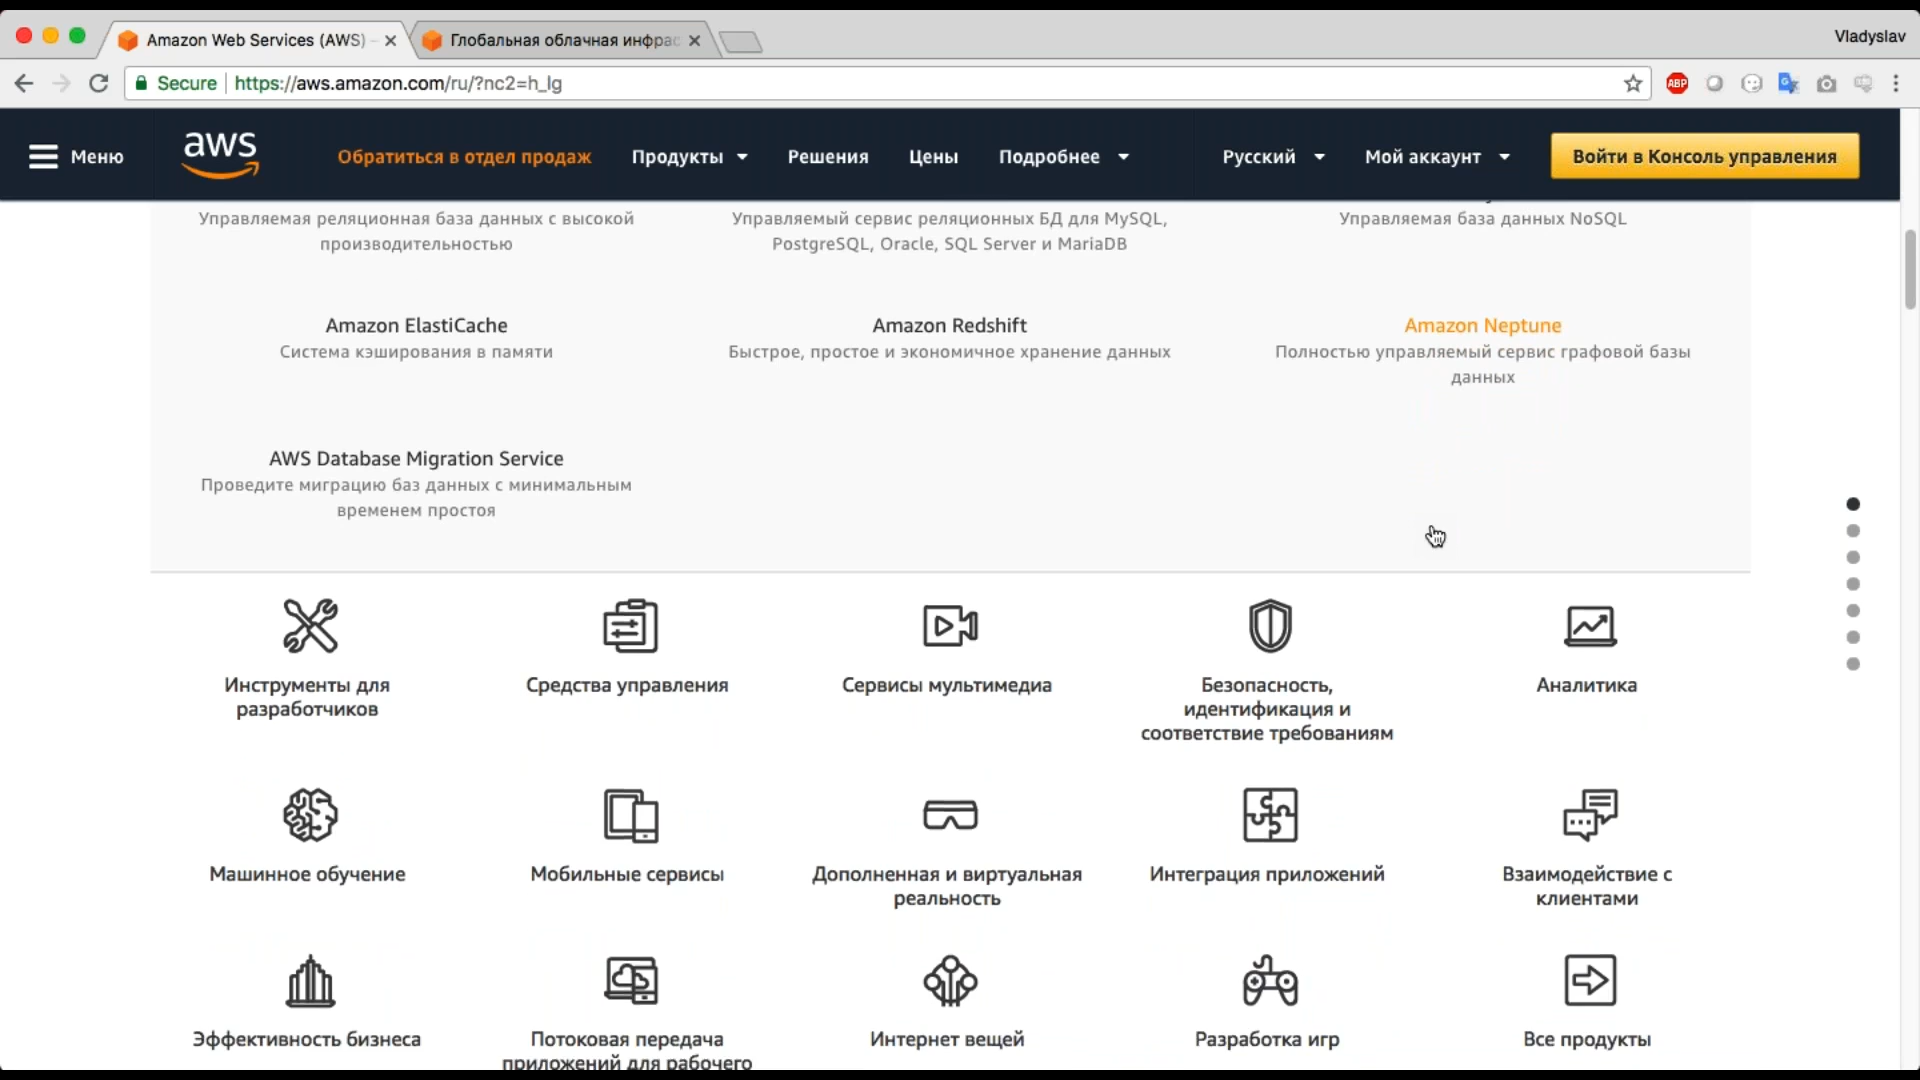 Amazon Web Services (AWS) –
Глобальная облачная инфрас
Vladyslav
Secure
https://aws.amazon.com/ru/?nc2=h_lg
ABP
Меню
aws
Обратиться в отдел продаж
Продукты
Решения
Цены
Подробнее
Русский
Мой аккаунт
Войти в Консоль управления
Управляемая реляционная база данных с высокой
производительностью
Управляемый сервис реляционных БД для MySQL,
PostgreSQL, Oracle, SQL Server и MariaDB
Управляемая база данных NoSQL
Amazon ElastiCache
Система кэширования в памяти
Amazon Redshift
Быстрое, простое и экономичное хранение данных
Amazon Neptune
Полностью управляемый сервис графовой базы
данных
AWS Database Migration Service
Проведите миграцию баз данных с минимальным
временем простоя
Инструменты для
разработчиков
Средства управления
Сервисы мультимедиа
Безопасность,
идентификация и
соответствие требованиям
Аналитика
Машинное обучение
Мобильные сервисы
Дополненная и виртуальная
реальность
Интеграция приложений
Взаимодействие с
клиентами
Эффективность бизнеса
Потоковая передача
приложений для рабочего
Интернет вещей
Разработка игр
Все продукты